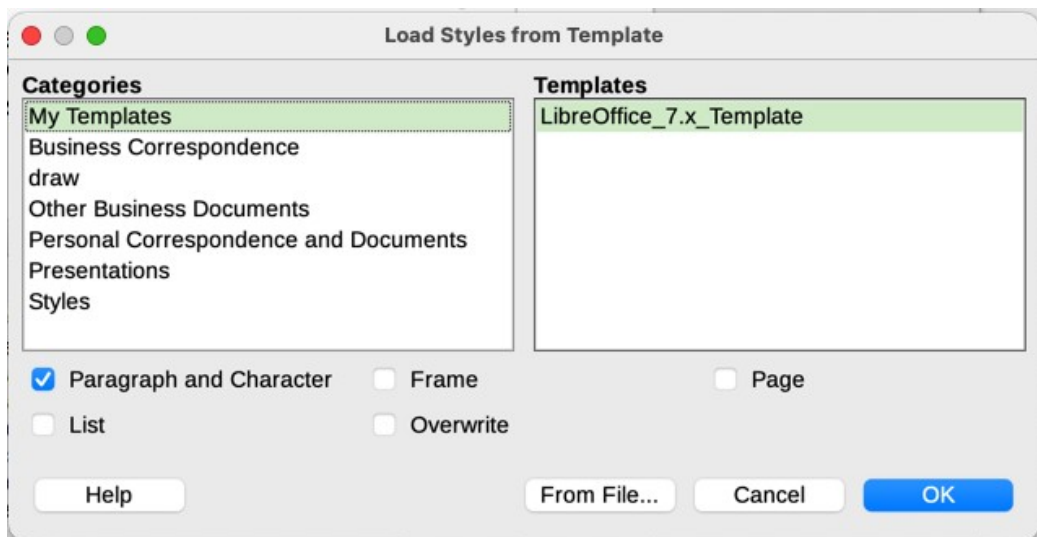 Load Styles from Template
Categories
My Templates
Business Correspondence
draw
Other Business Documents
Personal Correspondence and Documents
Presentations
Styles
Templates
LibreOffice_7.x_Template
Paragraph and Character Frame Page
List Overwrite
Help From File... Cancel OK